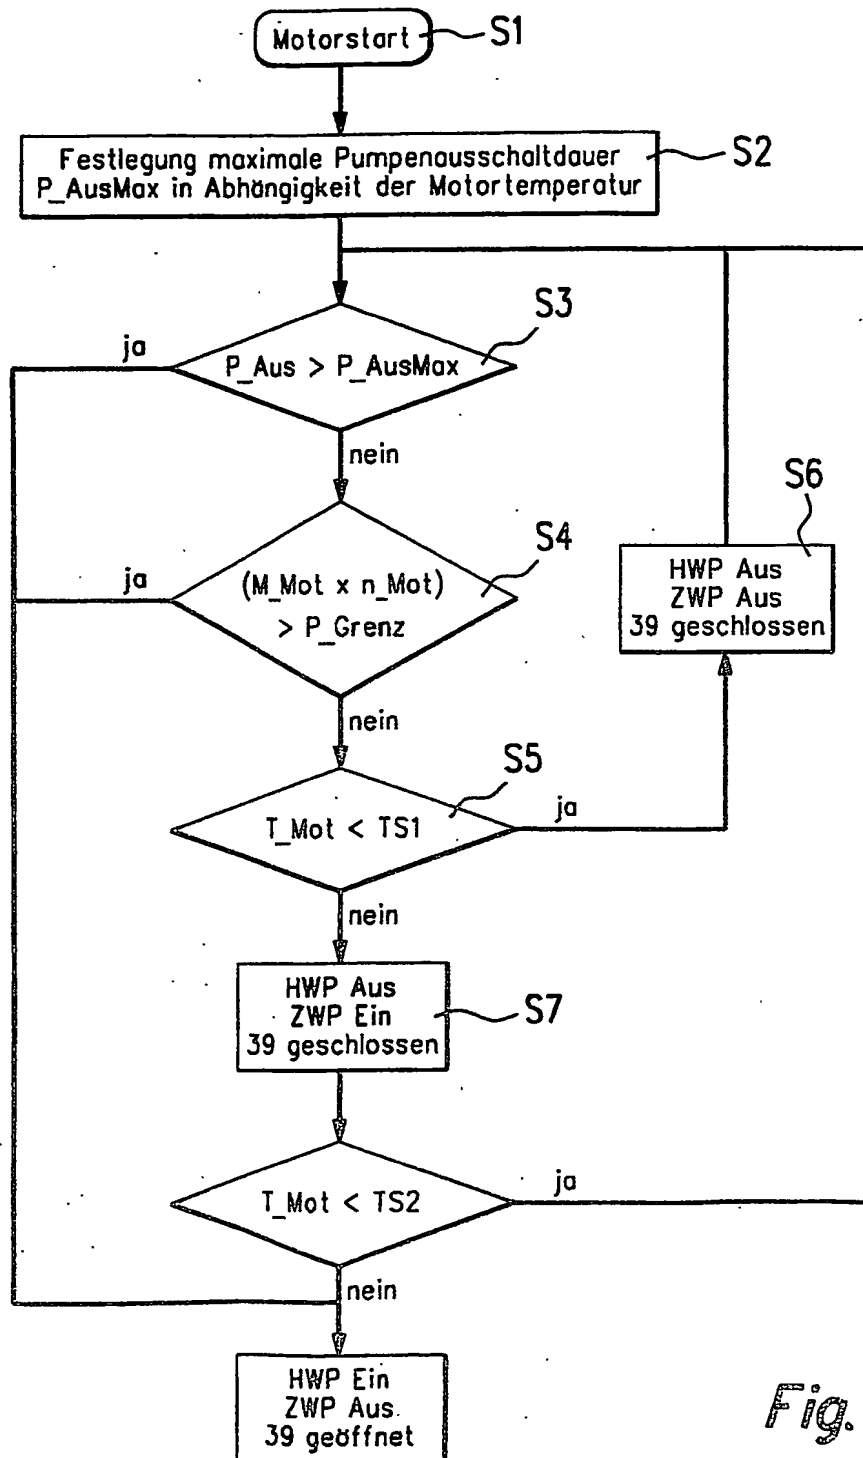 Motorstart
S1
Festlegung maximale Pumpenausschaltdauer
P_AusMax in Abhängigkeit der Motortemperatur
S2
S3
ja
P_Aus > P_AusMax
nein
S4
ja
(M_Mot x n_Mot)
> P_Grenz
nein
S6
HWP Aus
ZWP Aus
39 geschlossen
S5
T_Mot < TS1
ja
nein
HWP Aus
ZWP Ein
39 geschlossen
S7
T_Mot < TS2
ja
nein
HWP Ein
ZWP Aus
39 geöffnet
Fig.